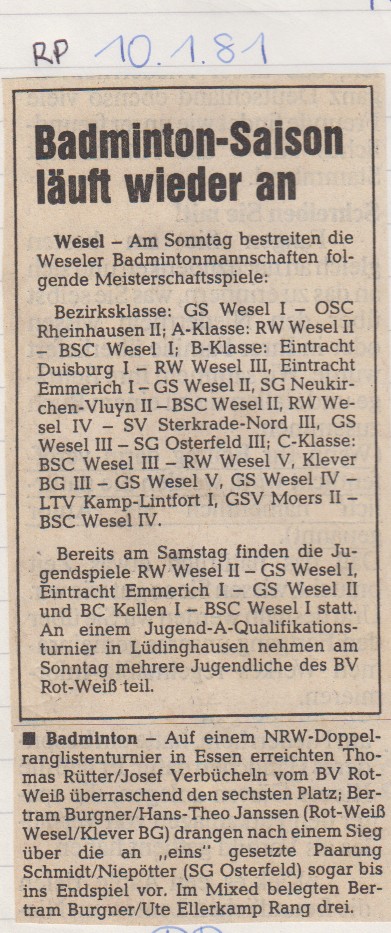 RP 10.1.81
Badminton-Saison
läuft wieder an
Wesel – Am Sonntag bestreiten die
Weseler Badmintonmannschaften fol-
gende Meisterschaftsspiele:
Bezirksklasse: GS Wesel I – OSC
Rheinhausen II; A-Klasse: RW Wesel II
– BSC Wesel I; B-Klasse: Eintracht
Duisburg I – RW Wesel III, Eintracht
Emmerich I – GS Wesel II, SG Neukir-
chen-Vluyn II – BSC Wesel II, RW We-
sel IV – SV Sterkrade-Nord III, GS
Wesel III – SG Osterfeld III; C-Klasse:
BSC Wesel III – RW Wesel V, Klever
BG III – GS Wesel V, GS Wesel IV –
LTV Kamp-Lintfort I, GSV Moers II –
BSC Wesel IV.
Bereits am Samstag finden die Ju-
gendspiele RW Wesel II – GS Wesel I,
Eintracht Emmerich I – GS Wesel II
und BC Kellen I – BSC Wesel I statt.
An einem Jugend-A-Qualifikations-
turnier in Lüdinghausen nehmen am
Sonntag mehrere Jugendliche des BV
Rot-Weiß teil.
■ Badminton – Auf einem NRW-Doppel-
ranglistenturnier in Essen erreichten Tho-
mas Rütter/Josef Verbücheln vom BV Rot-
Weiß überraschend den sechsten Platz; Ber-
tram Burgner/Hans-Theo Janssen (Rot-Weiß
Wesel/Klever BG) drangen nach einem Sieg
über die an „eins" gesetzte Paarung
Schmidt/Niepötter (SG Osterfeld) sogar bis
ins Endspiel vor. Im Mixed belegten Ber-
tram Burgner/Ute Ellerkamp Rang drei.